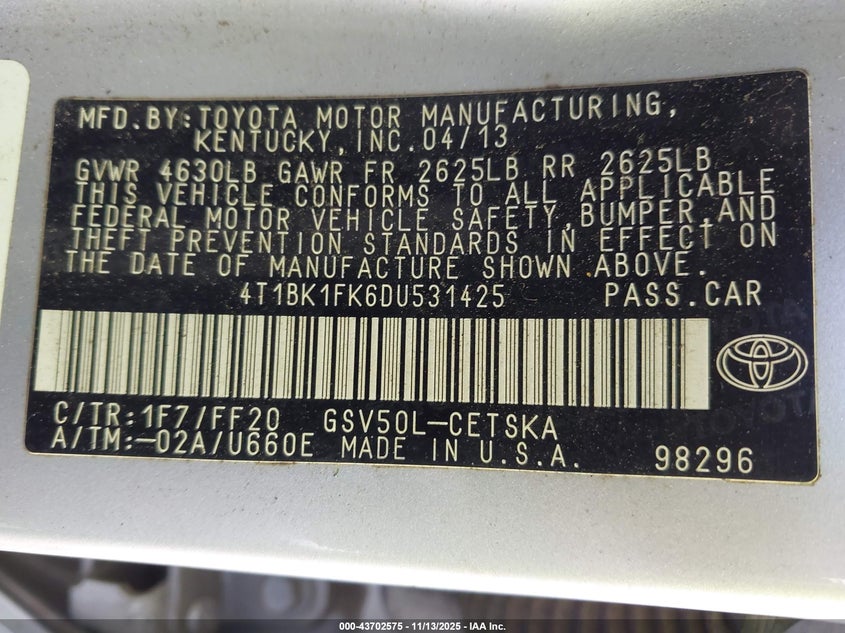 MFD.BY:TOYOTA MOTOR MANUFACTURING,
KENTUCKY,INC.04/13
GVWR 4630LB GAWR FR 2625LB RR 2625LB
THIS VEHICLE CONFORMS TO ALL APPLICABLE
FEDERAL MOTOR VEHICLE SAFETY,BUMPER,AND
THEFT PREVENTION STANDARDS IN EFFECT ON
THE DATE OF MANUFACTURE SHOWN ABOVE.
4T1BK1FK6DU531425 PASS.CAR
C/TR:1F7/FF20 GSV50L-CETSKA
A/TM:-02A/U660E MADE IN U.S.A. 98296
000-43702575 - 11/13/2025 - IAA Inc.